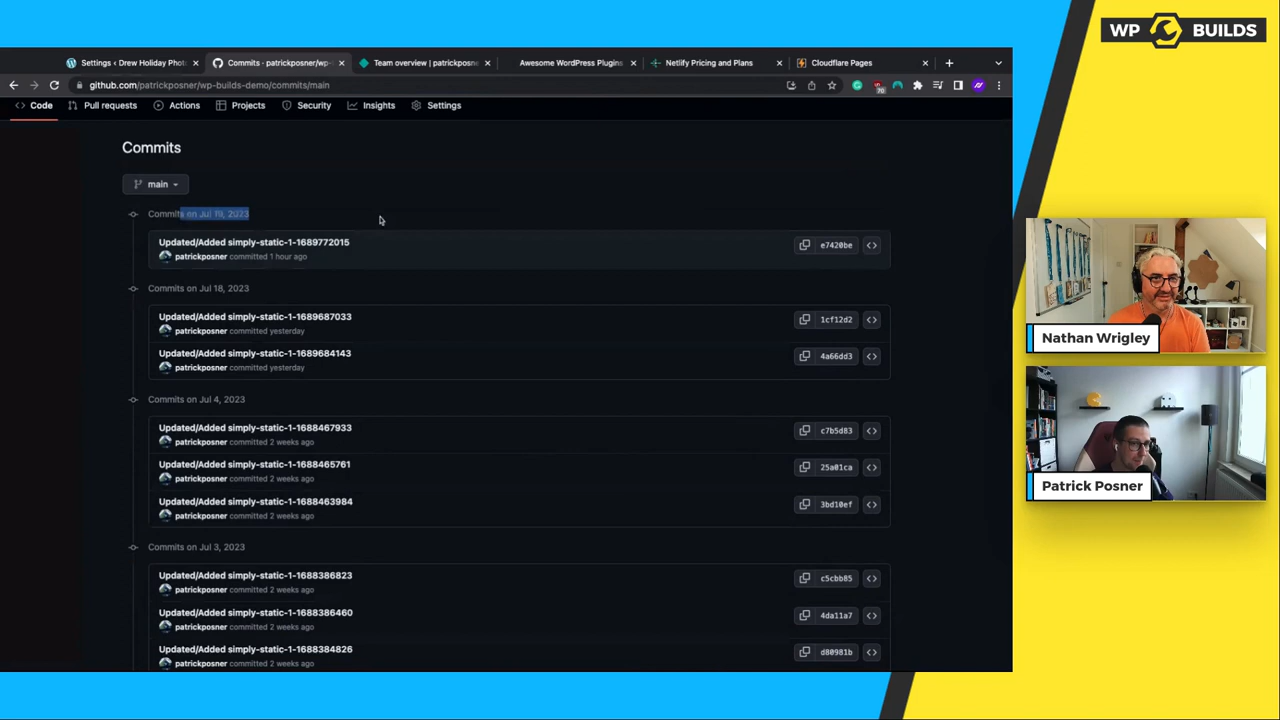 WP BUILDS
Settings ‹ Drew Holiday Phot
Commits · patrickposner/wp-
Team overview | patrickposne
Awesome WordPress Plugins
Netlify Pricing and Plans
Cloudflare Pages
github.com/patrickposner/wp-builds-demo/commits/main
70
Code
Pull requests
Actions
Projects
Security
Insights
Settings
Commits
main
Commits on Jul 19, 2023
Updated/Added simply-static-1-1689772015
patrickposner committed 1 hour ago
e7420be
Commits on Jul 18, 2023
Updated/Added simply-static-1-1689687033
patrickposner committed yesterday
1cf12d2
Updated/Added simply-static-1-1689684143
patrickposner committed yesterday
4a66dd3
Commits on Jul 4, 2023
Updated/Added simply-static-1-1688467933
patrickposner committed 2 weeks ago
c7b5d83
Updated/Added simply-static-1-1688465761
patrickposner committed 2 weeks ago
25a01ca
Updated/Added simply-static-1-1688463984
patrickposner committed 2 weeks ago
3bd10ef
Commits on Jul 3, 2023
Updated/Added simply-static-1-1688386823
patrickposner committed 2 weeks ago
c5cbb85
Updated/Added simply-static-1-1688386460
patrickposner committed 2 weeks ago
4da11a7
Updated/Added simply-static-1-1688384826
patrickposner committed 2 weeks ago
d80981b
Nathan Wrigley
Patrick Posner